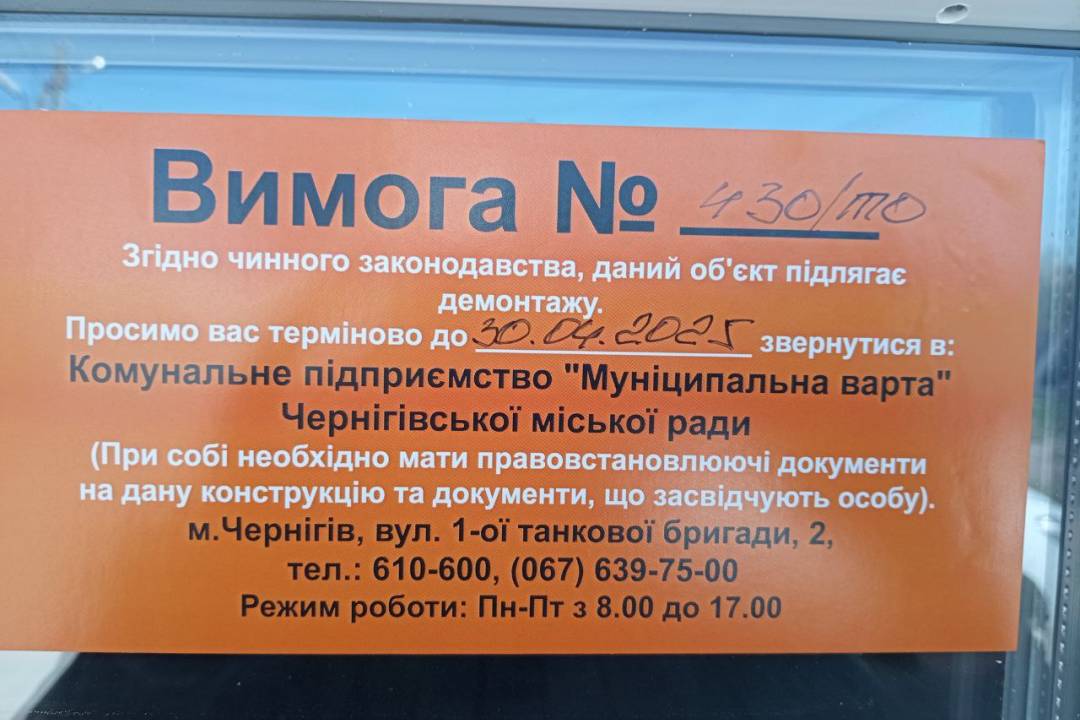 Вимога № 430/то
Згідно чинного законодавства, даний об'єкт підлягає
демонтажу.
Просимо вас терміново до 30.04.2025 звернутися в:
Комунальне підприємство "Муніципальна варта"
Чернігівської міської ради
(При собі необхідно мати правовстановлюючі документи
на дану конструкцію та документи, що засвідчують особу).
м.Чернігів, вул. 1-ої танкової бригади, 2,
тел.: 610-600, (067) 639-75-00
Режим роботи: Пн-Пт з 8.00 до 17.00